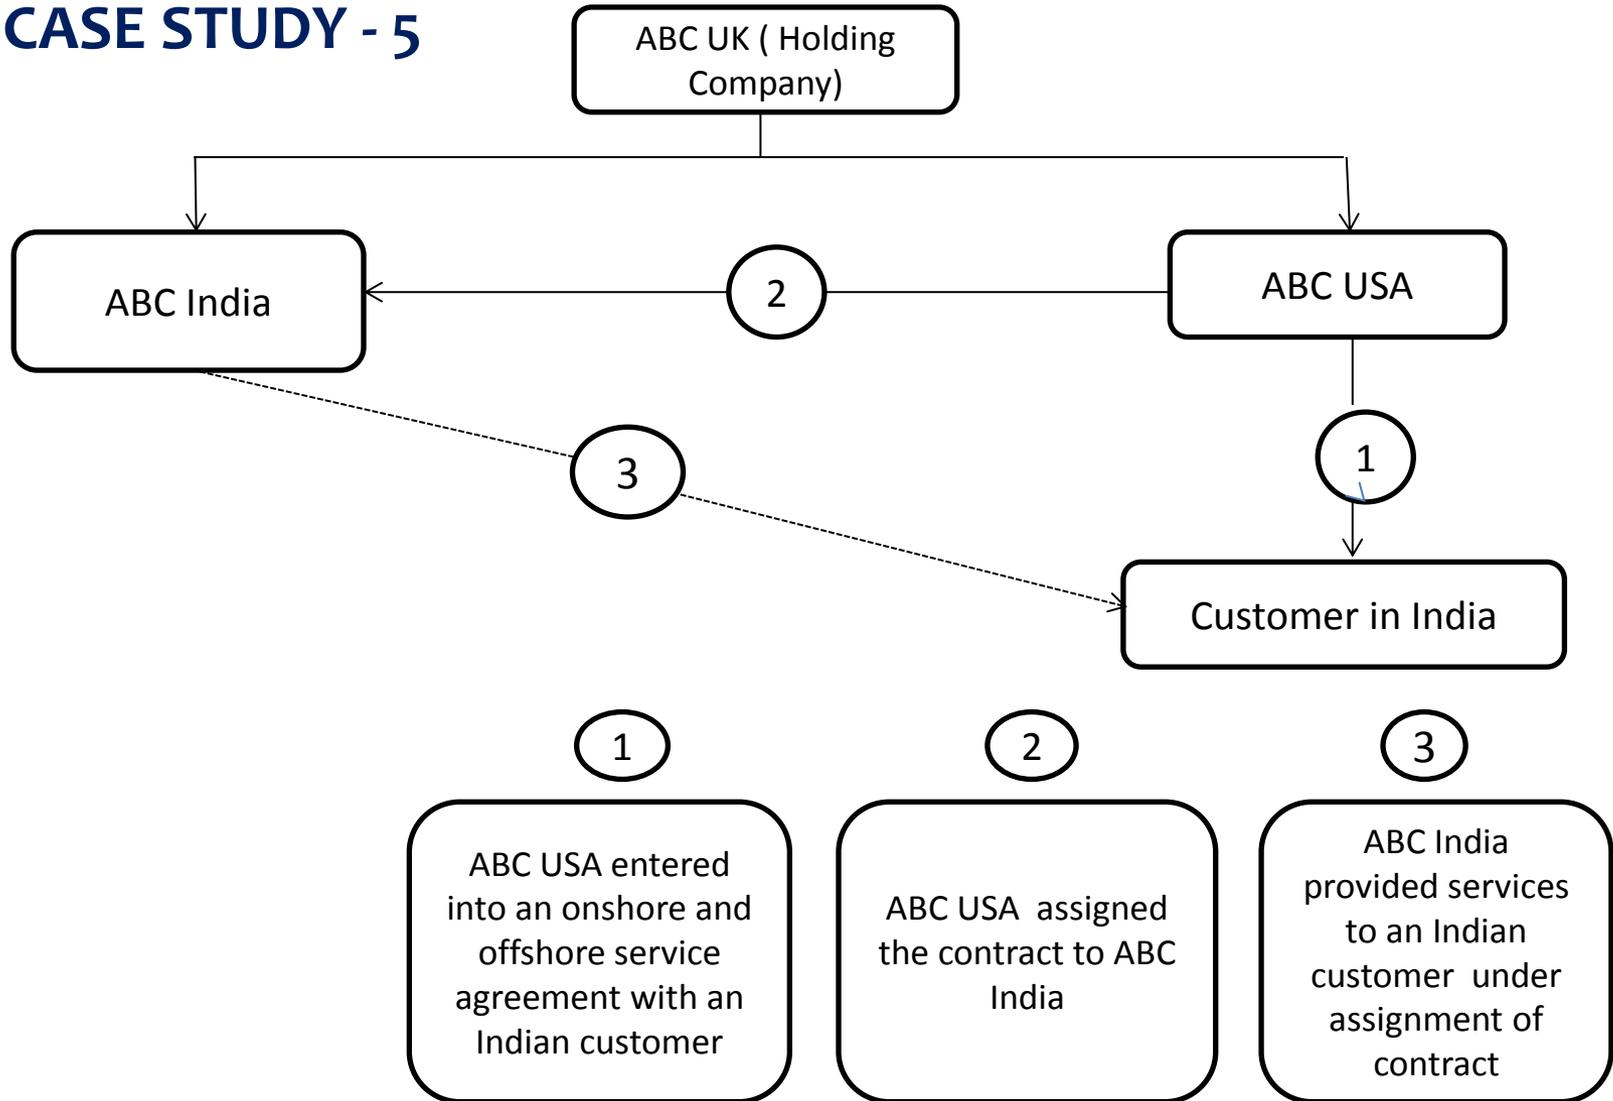 CASE STUDY - 5
ABC UK ( Holding
Company)
ABC India
2
ABC USA
3
1
Customer in India
1
2
3
ABC USA entered
into an onshore and
offshore service
agreement with an
Indian customer
ABC USA assigned
the contract to ABC
India
ABC India
provided services
to an Indian
customer under
assignment of
contract